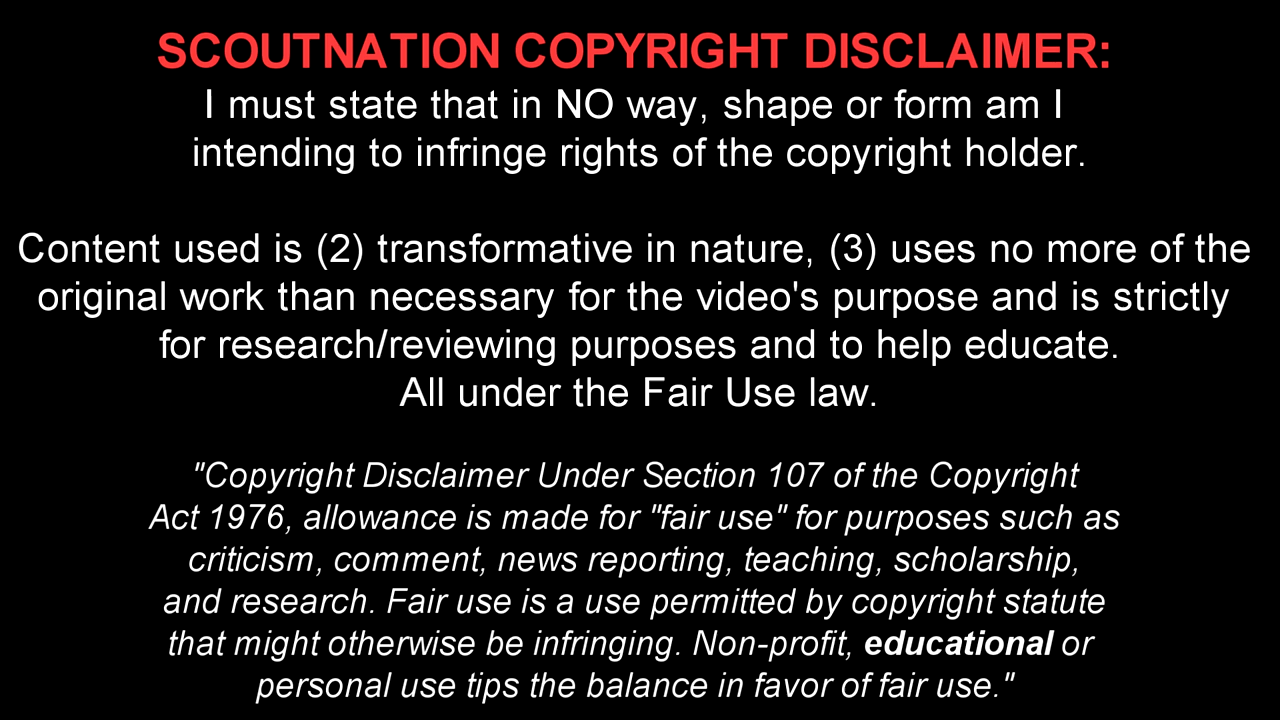 SCOUTNATION COPYRIGHT DISCLAIMER:
I must state that in NO way, shape or form am I
intending to infringe rights of the copyright holder.
Content used is (2) transformative in nature, (3) uses no more of the
original work than necessary for the video's purpose and is strictly
for research/reviewing purposes and to help educate.
All under the Fair Use law.
"Copyright Disclaimer Under Section 107 of the Copyright
Act 1976, allowance is made for "fair use" for purposes such as
criticism, comment, news reporting, teaching, scholarship,
and research. Fair use is a use permitted by copyright statute
that might otherwise be infringing. Non-profit, educational or
personal use tips the balance in favor of fair use."